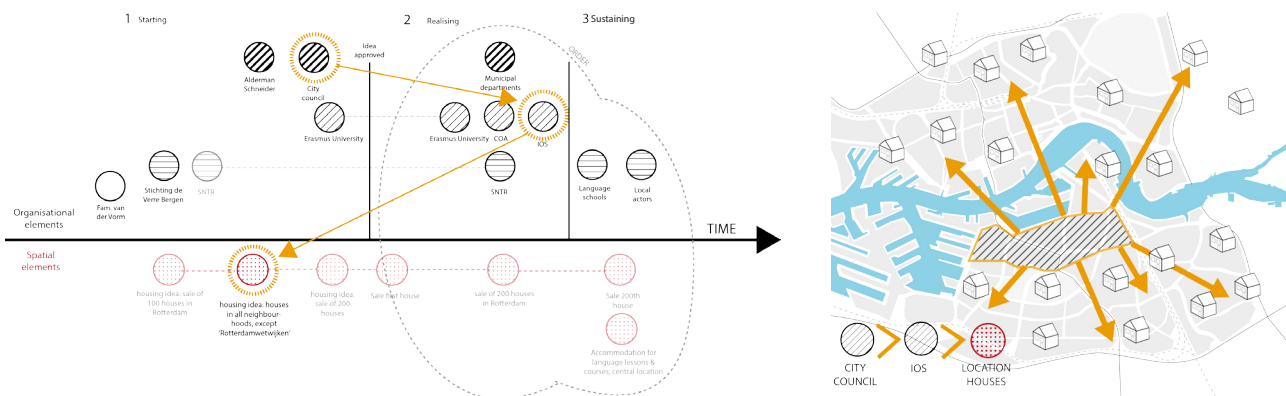 1 Starting
2 Realising
3 Sustaining
Idea
approved
ORDER
Alderman
Schneider
City
council
Municipal
departments
Erasmus University
Erasmus University
COA
IOS
Stichting de
Verre Bergen
SNTR
SNTR
Language
schools
Local
actors
Fam. van
der Vorm
Organisational
elements
TIME
Spatial
elements
housing idea: sale of
100 houses in
Rotterdam
housing idea: houses
in all neighbour-
hoods, except
'Rotterdamwetwijken'
housing idea: sale of 200
houses
Sale first house
sale of 200 houses
in Rotterdam
Sale 200th
house
Accommodation for
language lessons &
courses; central location
CITY
COUNCIL
IOS
LOCATION
HOUSES